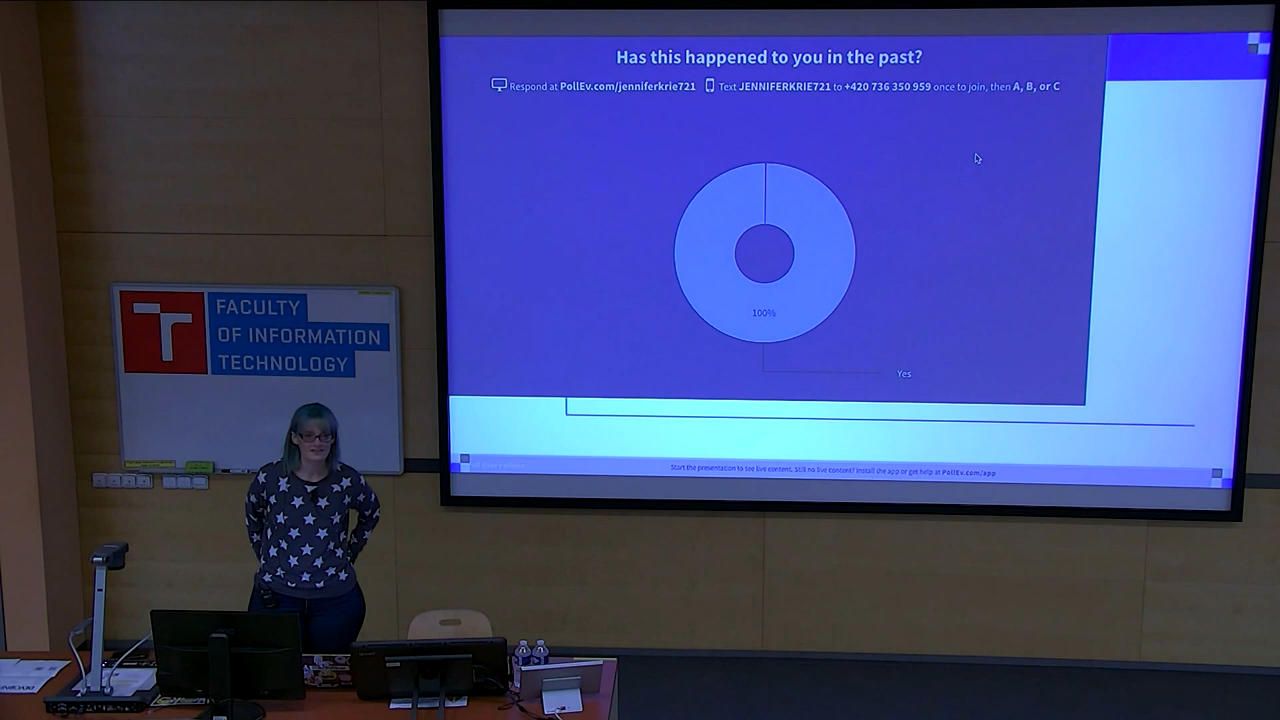 Has this happened to you in the past?
Respond at PollEv.com/jenniferkrie721 Text JENNIFERKRIE721 to +420 736 350 959 once to join, then A, B, or C
100%
Yes
Start the presentation to see live content. Still no live content? Install the app or get help at PollEv.com/app
T
FACULTY
OF INFORMATION
TECHNOLOGY